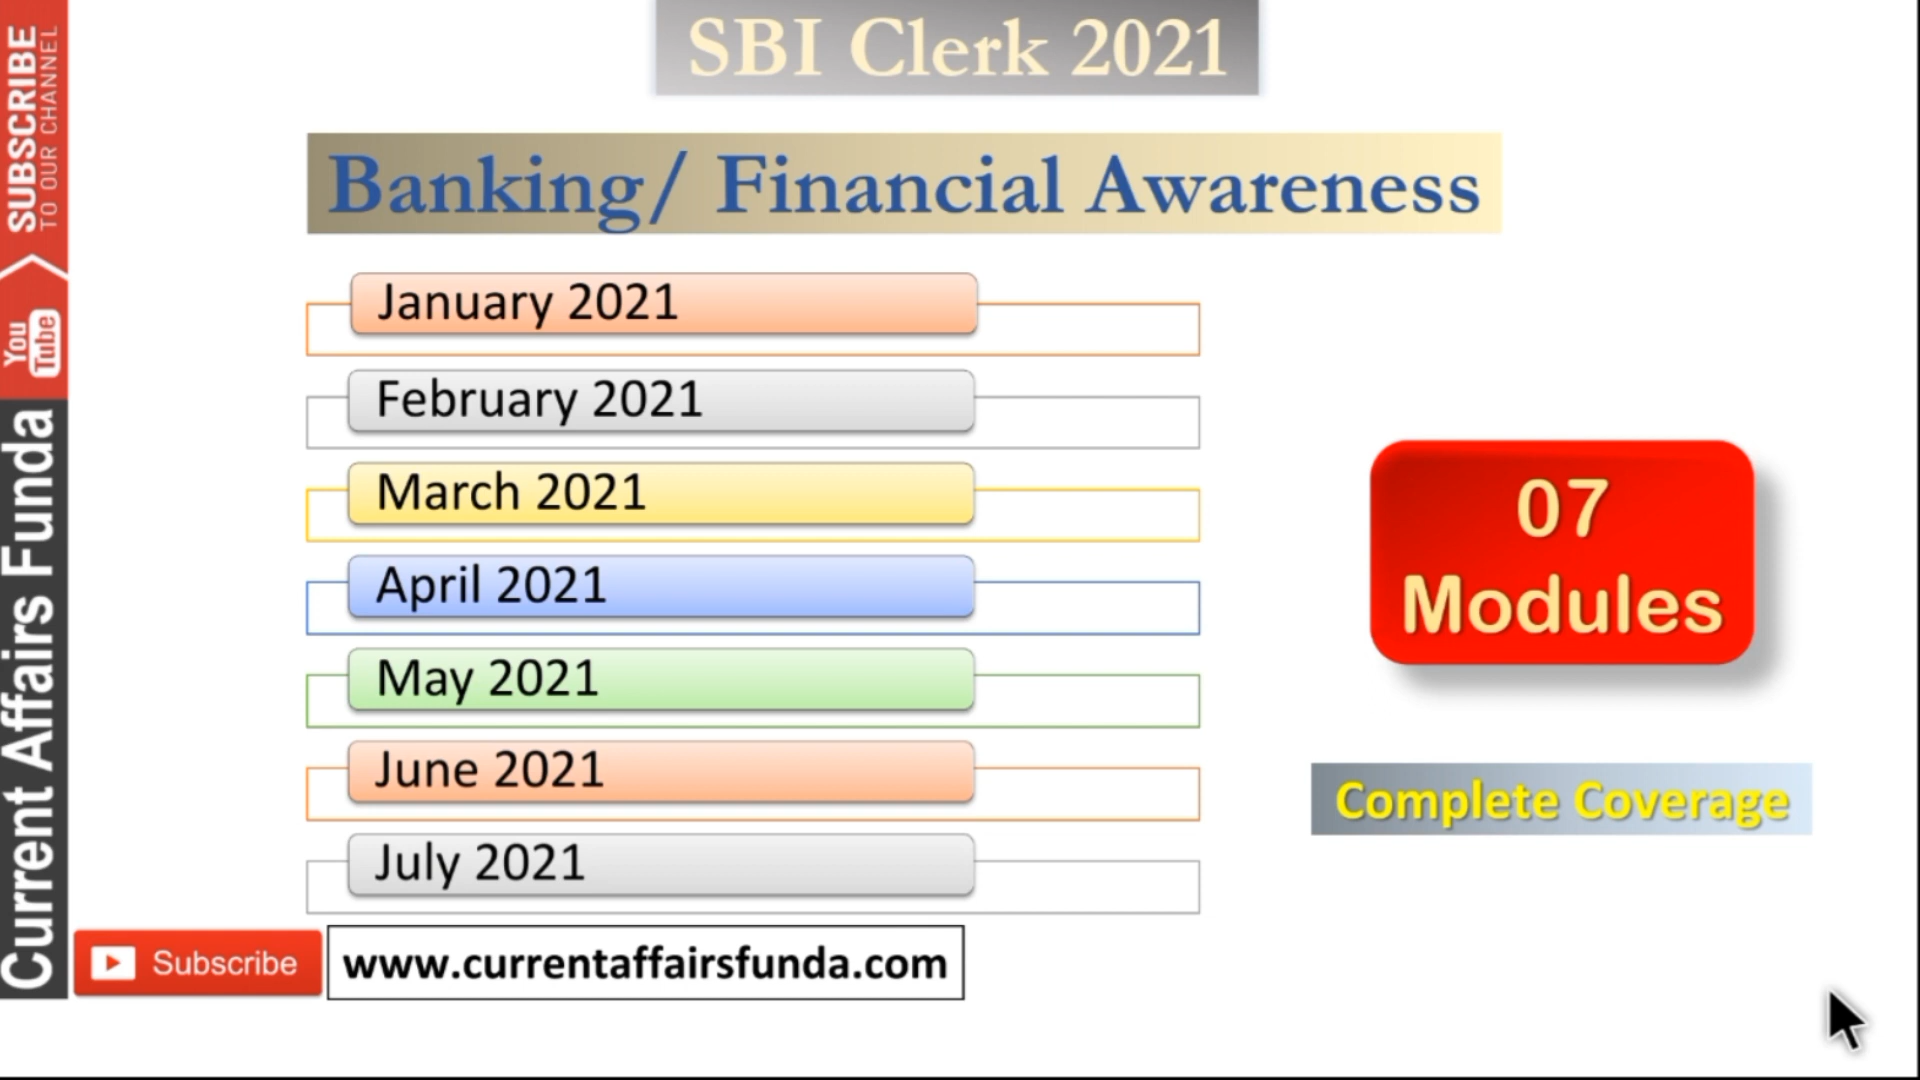 SBI Clerk 2021
Banking/ Financial Awareness
January 2021
February 2021
March 2021
April 2021
May 2021
June 2021
July 2021
07
Modules
Complete Coverage
SUBSCRIBE
TO OUR CHANNEL
You
Tube
Current Affairs Funda
Subscribe
www.currentaffairsfunda.com